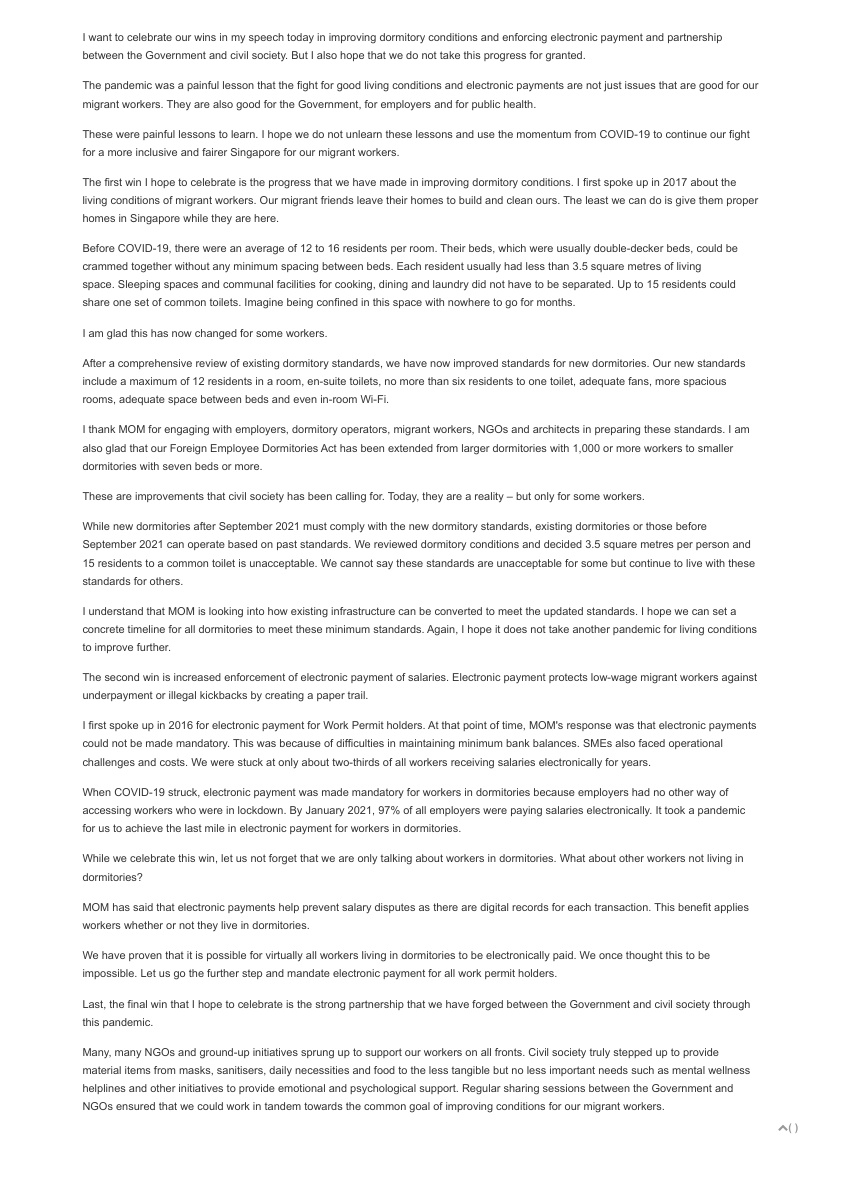 I want to celebrate our wins in my speech today in improving dormitory conditions and enforcing electronic payment and partnership
between the Government and civil society. But I also hope that we do not take this progress for granted.
The pandemic was a painful lesson that the fight for good living conditions and electronic payments are not just issues that are good for our
migrant workers. They are also good for the Government, for employers and for public health.
These were painful lessons to learn. I hope we do not unlearn these lessons and use the momentum from COVID-19 to continue our fight
for a more inclusive and fairer Singapore for our migrant workers.
The first win I hope to celebrate is the progress that we have made in improving dormitory conditions. I first spoke up in 2017 about the
living conditions of migrant workers. Our migrant friends leave their homes to build and clean ours. The least we can do is give them proper
homes in Singapore while they are here.
Before COVID-19, there were an average of 12 to 16 residents per room. Their beds, which were usually double-decker beds, could be
crammed together without any minimum spacing between beds. Each resident usually had less than 3.5 square metres of living
space. Sleeping spaces and communal facilities for cooking, dining and laundry did not have to be separated. Up to 15 residents could
share one set of common toilets. Imagine being confined in this space with nowhere to go for months.
I am glad this has now changed for some workers.
After a comprehensive review of existing dormitory standards, we have now improved standards for new dormitories. Our new standards
include a maximum of 12 residents in a room, en-suite toilets, no more than six residents to one toilet, adequate fans, more spacious
rooms, adequate space between beds and even in-room Wi-Fi.
I thank MOM for engaging with employers, dormitory operators, migrant workers, NGOs and architects in preparing these standards. I am
also glad that our Foreign Employee Dormitories Act has been extended from larger dormitories with 1,000 or more workers to smaller
dormitories with seven beds or more.
These are improvements that civil society has been calling for. Today, they are a reality – but only for some workers.
While new dormitories after September 2021 must comply with the new dormitory standards, existing dormitories or those before
September 2021 can operate based on past standards. We reviewed dormitory conditions and decided 3.5 square metres per person and
15 residents to a common toilet is unacceptable. We cannot say these standards are unacceptable for some but continue to live with these
standards for others.
I understand that MOM is looking into how existing infrastructure can be converted to meet the updated standards. I hope we can set a
concrete timeline for all dormitories to meet these minimum standards. Again, I hope it does not take another pandemic for living conditions
to improve further.
The second win is increased enforcement of electronic payment of salaries. Electronic payment protects low-wage migrant workers against
underpayment or illegal kickbacks by creating a paper trail.
I first spoke up in 2016 for electronic payment for Work Permit holders. At that point of time, MOM's response was that electronic payments
could not be made mandatory. This was because of difficulties in maintaining minimum bank balances. SMEs also faced operational
challenges and costs. We were stuck at only about two-thirds of all workers receiving salaries electronically for years.
When COVID-19 struck, electronic payment was made mandatory for workers in dormitories because employers had no other way of
accessing workers who were in lockdown. By January 2021, 97% of all employers were paying salaries electronically. It took a pandemic
for us to achieve the last mile in electronic payment for workers in dormitories.
While we celebrate this win, let us not forget that we are only talking about workers in dormitories. What about other workers not living in
dormitories?
MOM has said that electronic payments help prevent salary disputes as there are digital records for each transaction. This benefit applies
workers whether or not they live in dormitories.
We have proven that it is possible for virtually all workers living in dormitories to be electronically paid. We once thought this to be
impossible. Let us go the further step and mandate electronic payment for all work permit holders.
Last, the final win that I hope to celebrate is the strong partnership that we have forged between the Government and civil society through
this pandemic.
Many, many NGOs and ground-up initiatives sprung up to support our workers on all fronts. Civil society truly stepped up to provide
material items from masks, sanitisers, daily necessities and food to the less tangible but no less important needs such as mental wellness
helplines and other initiatives to provide emotional and psychological support. Regular sharing sessions between the Government and
NGOs ensured that we could work in tandem towards the common goal of improving conditions for our migrant workers.
( )